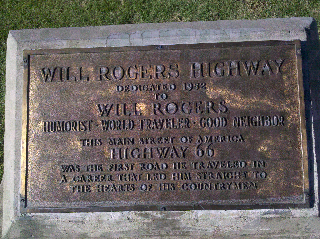 WILL ROGERS HIGHWAY
DEDICATED 1952
TO
WILL ROGERS
HUMORIST - WORLD TRAVELER - GOOD NEIGHBOR
THIS MAIN STREET OF AMERICA
HIGHWAY 66
WAS THE FIRST ROAD HE TRAVELED IN
A CAREER THAT LED HIM STRAIGHT TO
THE HEARTS OF HIS COUNTRYMEN